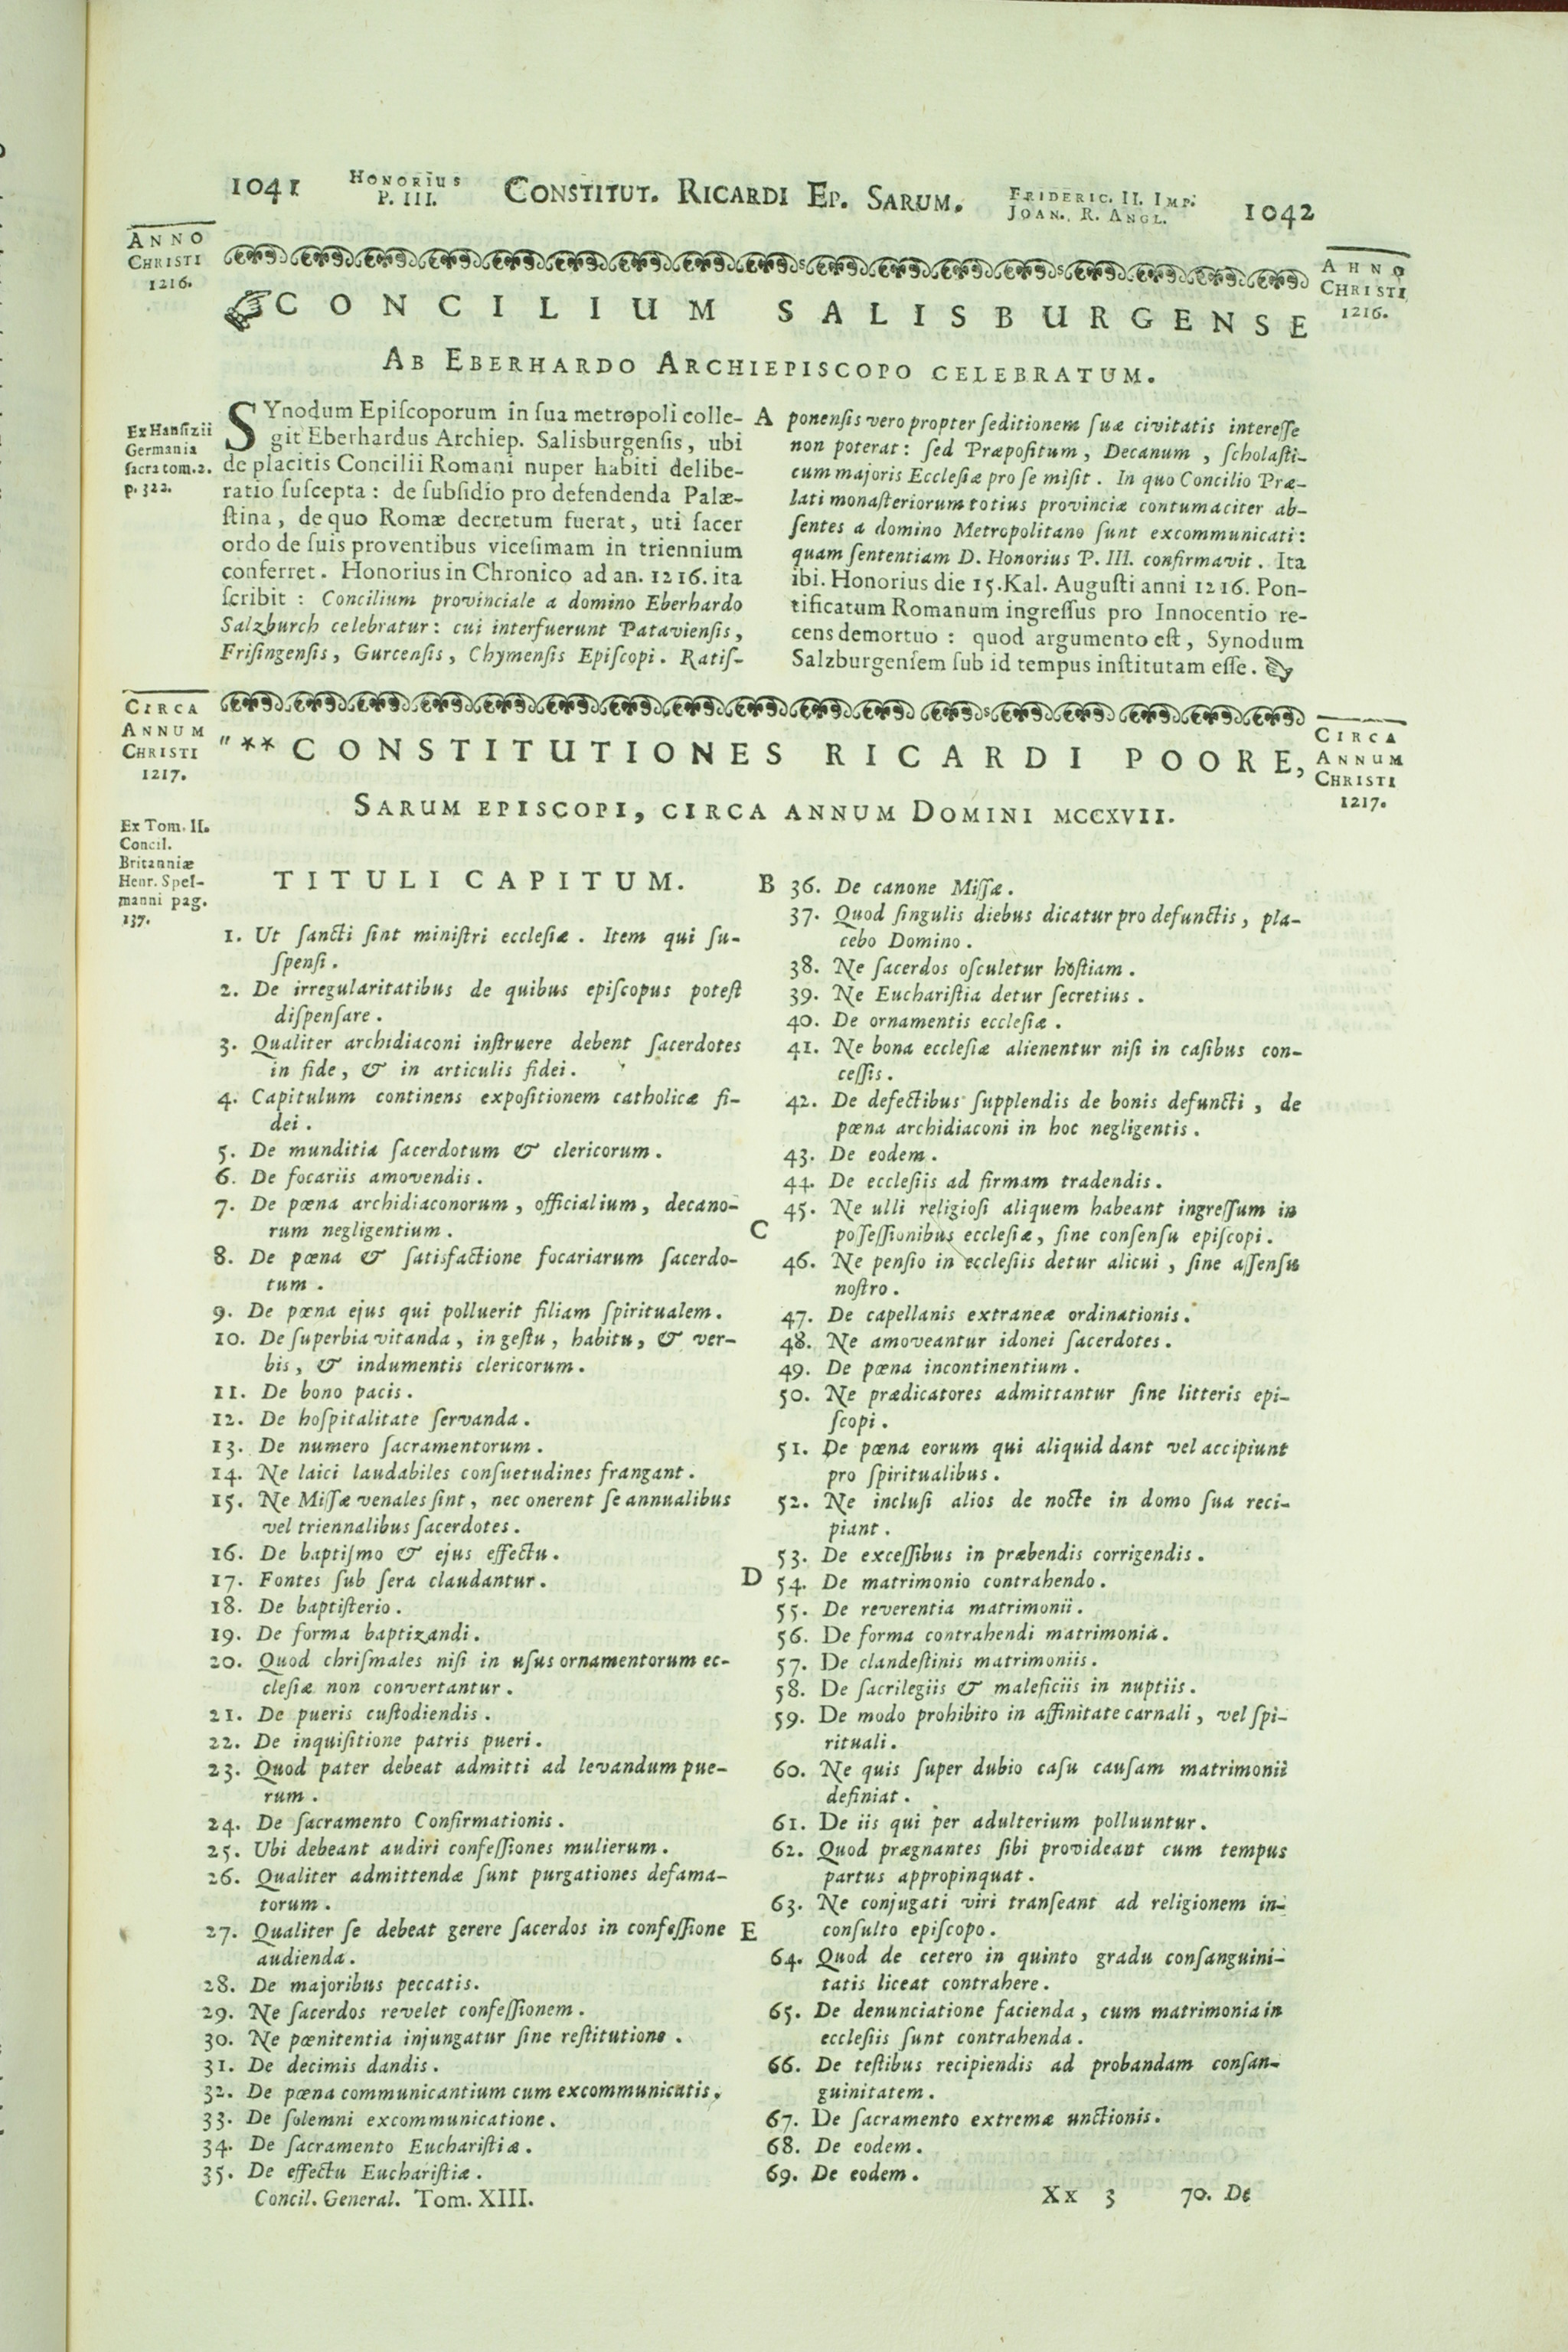 1041 HONORIUS P. III. CONSTITUT. RICARDI EP. SARUM. FRIDERIC. II. IMP. JOAN. R. ANGL. 1042
ANNO
CHRISTI
1216.
AHNO
CHRISTI
1216.
CONCILIUM SALISBURGENSE
AB EBERHARDO ARCHIEPISCOPO CELEBRATUM.
Ex Hansizii
Germania
sacra tom. 2.
p. 322.
SYnodum Episcoporum in sua metropoli colle-
git Eberhardus Archiep. Salisburgensis, ubi
de placitis Concilii Romani nuper habiti delibe-
ratio suscepta: de subsidio pro defendenda Palæ-
stina, de quo Romæ decretum fuerat, uti sacer
ordo de suis proventibus vicesimam in triennium
conferret. Honorius in Chronico ad an. 1216. ita
scribit: Concilium provinciale a domino Eberhardo
Salzburch celebratur: cui interfuerunt Pataviensis,
Frisingensis, Gurcensis, Chymensis Episcopi. Ratis-
A
ponensis vero propter seditionem suæ civitatis interesse
non poterat: sed Præpositum, Decanum, scholasti-
cum majoris Ecclesiæ pro se misit. In quo Concilio Præ-
lati monasteriorum totius provinciæ contumaciter ab-
sentes a domino Metropolitano sunt excommunicati:
quam sententiam D. Honorius P. III. confirmavit. Ita
ibi. Honorius die 15. Kal. Augusti anni 1216. Pon-
tificatum Romanum ingressus pro Innocentio re-
cens demortuo: quod argumento est, Synodum
Salzburgensem sub id tempus institutam esse.
CIRCA
ANNUM
CHRISTI
1217.
CIRCA
ANNUM
CHRISTI
1217.
"** CONSTITUTIONES RICARDI POORE,
SARUM EPISCOPI, CIRCA ANNUM DOMINI MCCXVII.
Ex Tom. II.
Concil.
Britanniæ
Henr. Spel-
manni pag.
137.
TITULI CAPITUM.
1. Ut sancti sint ministri ecclesiæ. Item qui su-
spensi.
2. De irregularitatibus de quibus episcopus potest
dispensare.
3. Qualiter archidiaconi instruere debent sacerdotes
in fide, & in articulis fidei.
4. Capitulum continens expositionem catholicæ fi-
dei.
5. De munditia sacerdotum & clericorum.
6. De focariis amovendis.
7. De pœna archidiaconorum, officialium, decano-
rum negligentium.
8. De pœna & satisfactione focariarum sacerdo-
tum.
9. De pœna ejus qui polluerit filiam spiritualem.
10. De superbia vitanda, in gestu, habitu, & ver-
bis, & indumentis clericorum.
11. De bono pacis.
12. De hospitalitate servanda.
13. De numero sacramentorum.
14. Ne laici laudabiles consuetudines frangant.
15. Ne Missæ venales sint, nec onerent se annualibus
vel triennalibus sacerdotes.
16. De baptismo & ejus effectu.
17. Fontes sub sera claudantur.
18. De baptisterio.
19. De forma baptizandi.
20. Quod chrismales nisi in usus ornamentorum ec-
clesiæ non convertantur.
21. De pueris custodiendis.
22. De inquisitione patris pueri.
23. Quod pater debeat admitti ad levandum pue-
rum.
24. De sacramento Confirmationis.
25. Ubi debeant audiri confessiones mulierum.
26. Qualiter admittendæ sunt purgationes defama-
torum.
27. Qualiter se debeat gerere sacerdos in confessione
audienda.
28. De majoribus peccatis.
29. Ne sacerdos revelet confessionem.
30. Ne pœnitentia injungatur sine restitutione.
31. De decimis dandis.
32. De pœna communicantium cum excommunicatis.
33. De solemni excommunicatione.
34. De sacramento Eucharistiæ.
35. De effectu Eucharistiæ.
Concil. General. Tom. XIII.
B
36. De canone Missæ.
37. Quod singulis diebus dicatur pro defunctis, pla-
cebo Domino.
38. Ne sacerdos osculetur hostiam.
39. Ne Eucharistia detur secretius.
40. De ornamentis ecclesiæ.
41. Ne bona ecclesiæ alienentur nisi in casibus con-
cessis.
42. De defectibus supplendis de bonis defuncti, de
pœna archidiaconi in hoc negligentis.
43. De eodem.
44. De ecclesiis ad firmam tradendis.
45. Ne ulli religiosi aliquem habeant ingressum in
C
possessionibus ecclesiæ, sine consensu episcopi.
46. Ne pensio in ecclesiis detur alicui, sine assensu
nostro.
47. De capellanis extraneæ ordinationis.
48. Ne amoveantur idonei sacerdotes.
49. De pœna incontinentium.
50. Ne prædicatores admittantur sine litteris epi-
scopi.
51. De pœna eorum qui aliquid dant vel accipiunt
pro spiritualibus.
52. Ne inclusi alios de nocte in domo sua reci-
piant.
53. De excessibus in præbendis corrigendis.
D
54. De matrimonio contrahendo.
55. De reverentia matrimonii.
56. De forma contrahendi matrimonia.
57. De clandestinis matrimoniis.
58. De sacrilegiis & maleficiis in nuptiis.
59. De modo prohibito in affinitate carnali, vel spi-
rituali.
60. Ne quis super dubio casu causam matrimonii
definiat.
61. De iis qui per adulterium polluuntur.
62. Quod prægnantes sibi provideant cum tempus
partus appropinquat.
63. Ne conjugati viri transeant ad religionem in-
E
consulto episcopo.
64. Quod de cetero in quinto gradu consanguini-
tatis liceat contrahere.
65. De denunciatione facienda, cum matrimonia in
ecclesiis sunt contrahenda.
66. De testibus recipiendis ad probandam consan-
guinitatem.
67. De sacramento extremæ unctionis.
68. De eodem.
69. De eodem.
Xx 3 70. De